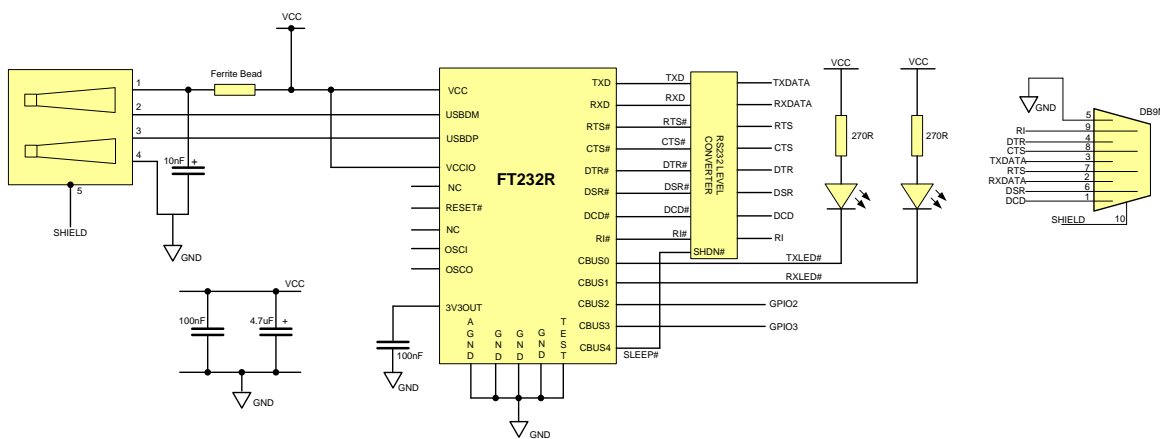 VCC
Ferrite Bead
1
2
3
4
5
10nF +
SHIELD
GND
VCC
100nF
4.7uF +
GND
FT232R
VCC
USBDM
USBDP
VCCIO
NC
RESET#
NC
OSCI
OSCO
3V3OUT
100nF
GND
AGND
GND
GND
GND
TEST
GND
TXD
RXD
RTS#
CTS#
DTR#
DSR#
DCD#
RI#
CBUS0
CBUS1
CBUS2
CBUS3
CBUS4
TXD
RXD
RTS#
CTS#
DTR#
DSR#
DCD#
RI#
SLEEP#
RS232 LEVEL
CONVERTER
SHDN#
TXDATA
RXDATA
RTS
CTS
DTR
DSR
DCD
RI
TXLED#
RXLED#
GPIO2
GPIO3
VCC
270R
VCC
270R
GND
5
RI 9
DTR 4
CTS 8
TXDATA 3
RTS 7
RXDATA 2
DSR 6
DCD 1
SHIELD 10